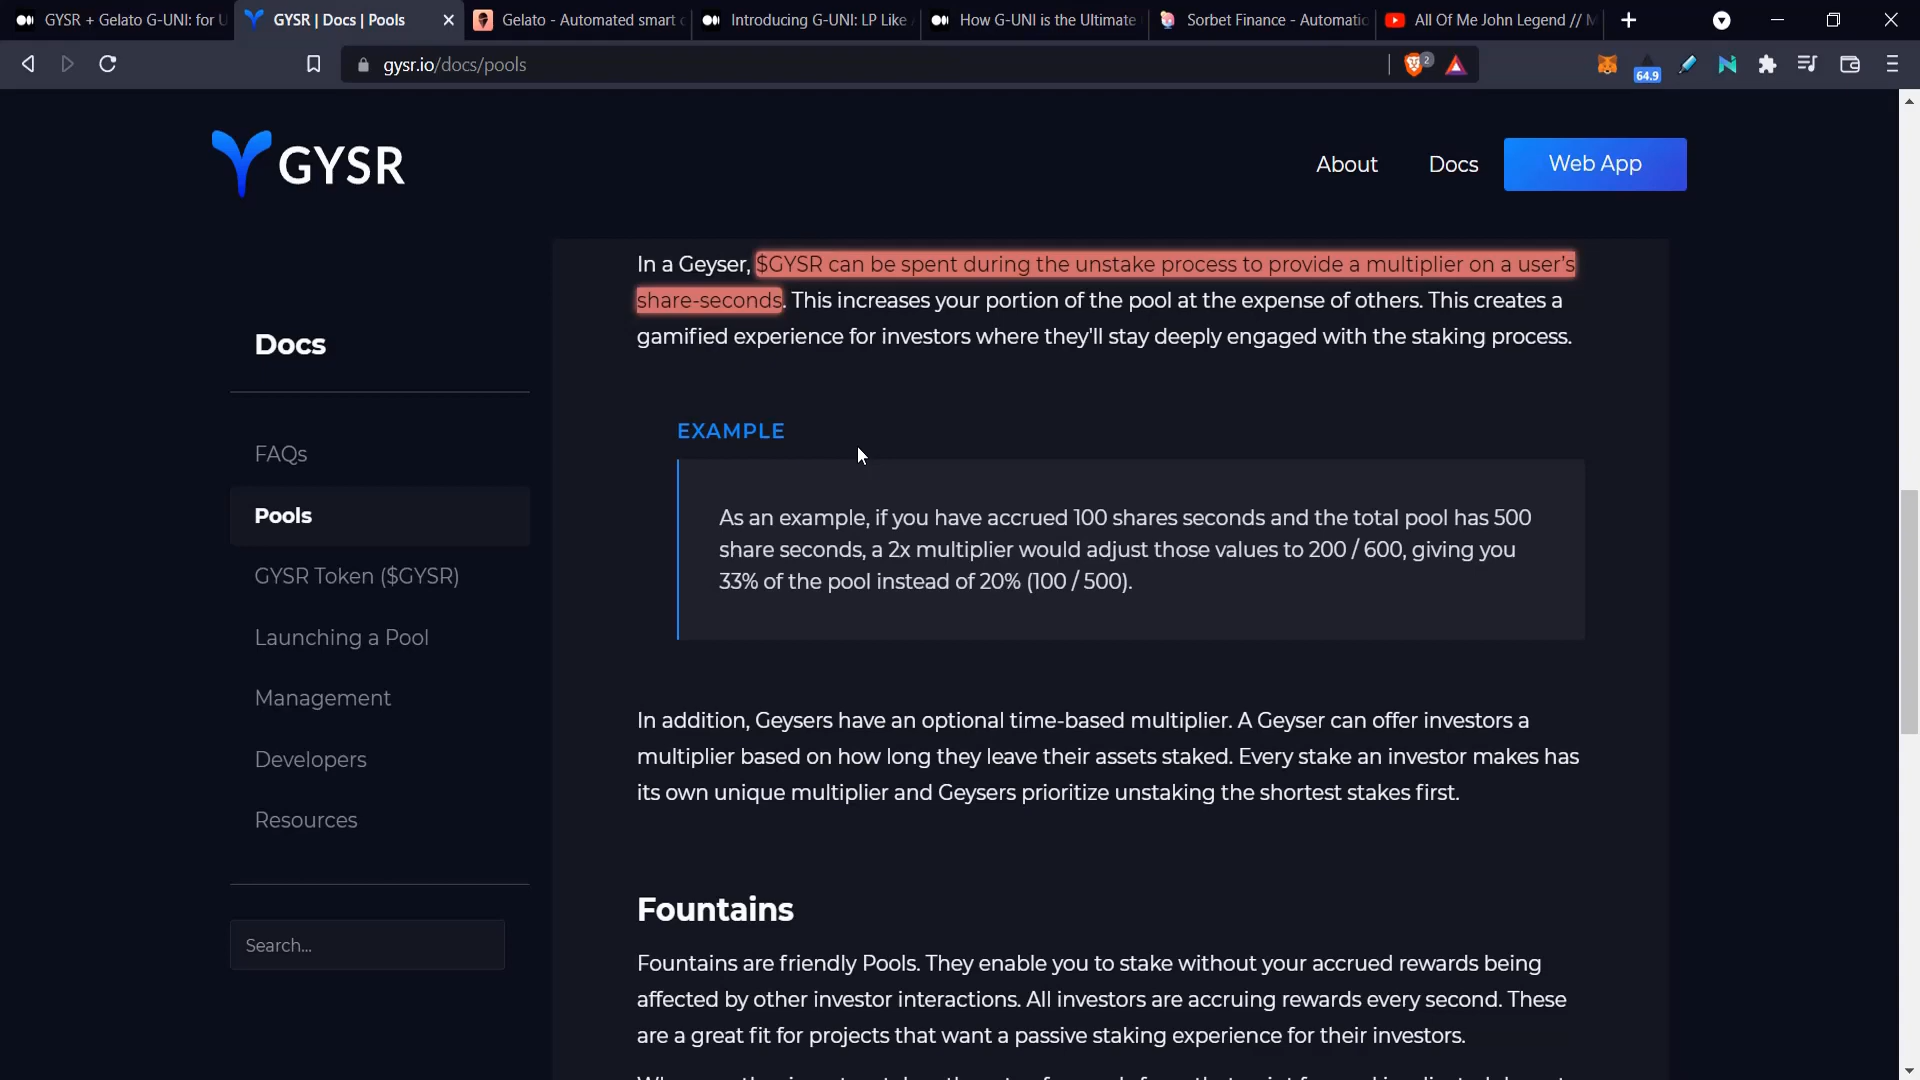 GYSR + Gelato G-UNI: for U
GYSR | Docs | Pools
Gelato - Automated smart c
Introducing G-UNI: LP Like
How G-UNI is the Ultimate
Sorbet Finance - Automatio
All Of Me John Legend // M
gysr.io/docs/pools
2
64.9
GYSR
About
Docs
Web App
Docs
FAQs
Pools
GYSR Token ($GYSR)
Launching a Pool
Management
Developers
Resources
Search...
In a Geyser, $GYSR can be spent during the unstake process to provide a multiplier on a user's
share-seconds. This increases your portion of the pool at the expense of others. This creates a
gamified experience for investors where they'll stay deeply engaged with the staking process.
EXAMPLE
As an example, if you have accrued 100 shares seconds and the total pool has 500
share seconds, a 2x multiplier would adjust those values to 200 / 600, giving you
33% of the pool instead of 20% (100 / 500).
In addition, Geysers have an optional time-based multiplier. A Geyser can offer investors a
multiplier based on how long they leave their assets staked. Every stake an investor makes has
its own unique multiplier and Geysers prioritize unstaking the shortest stakes first.
Fountains
Fountains are friendly Pools. They enable you to stake without your accrued rewards being
affected by other investor interactions. All investors are accruing rewards every second. These
are a great fit for projects that want a passive staking experience for their investors.